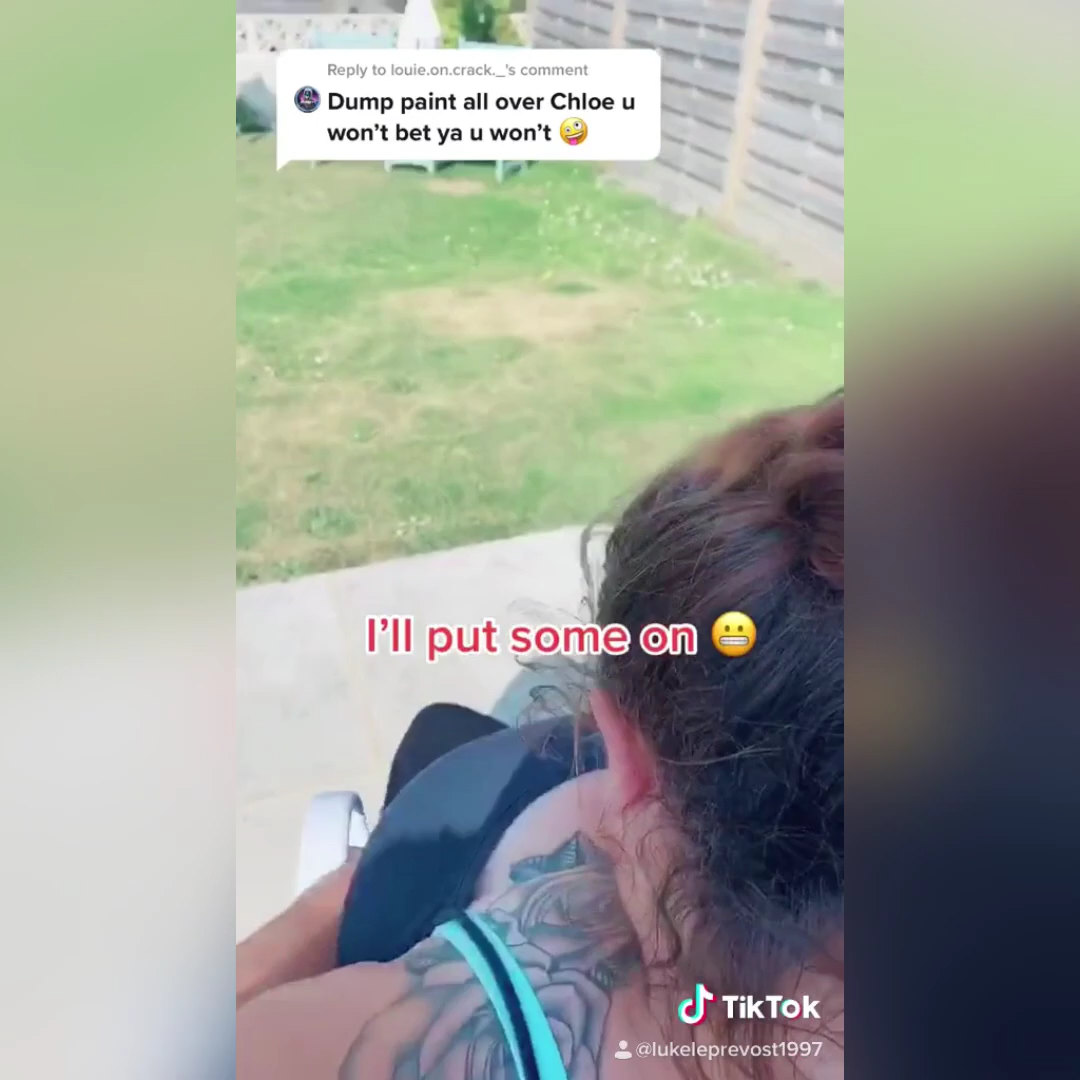 Reply to louie.on.crack._'s comment
Dump paint all over Chloe u
won't bet ya u won't 🤪
I'll put some on 😬
TikTok
@lukeleprevost1997